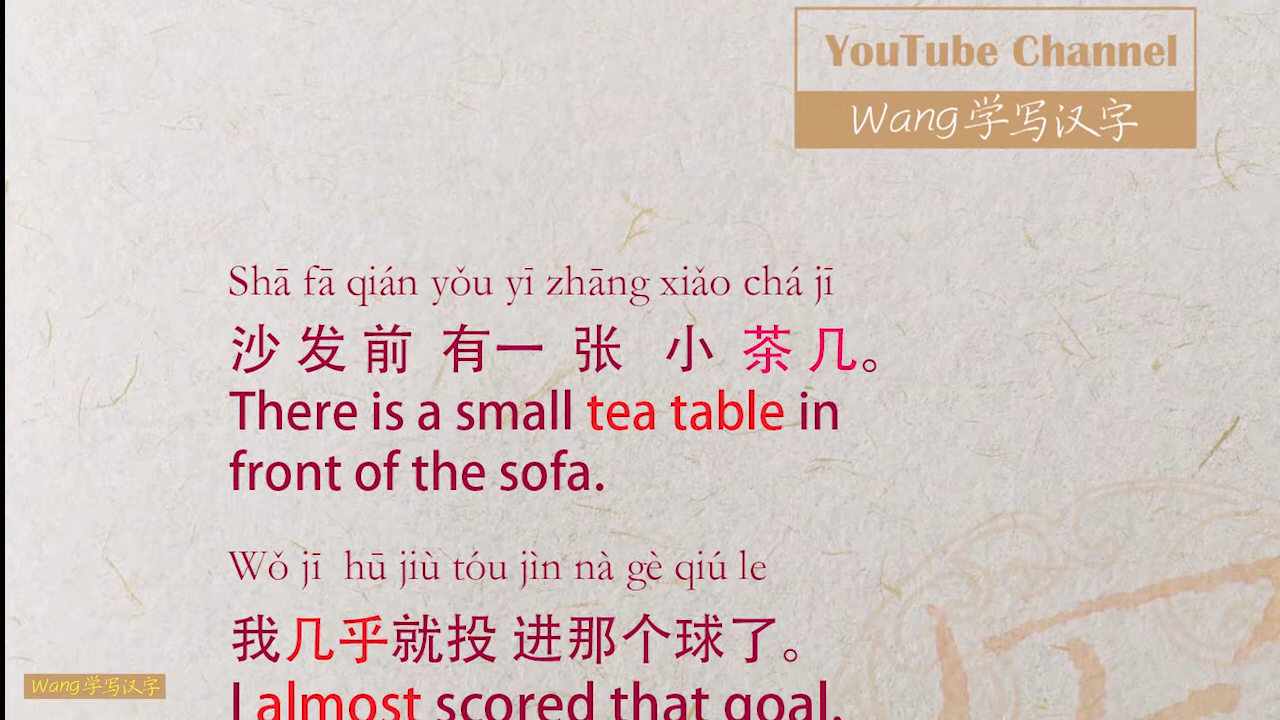 YouTube Channel
Wang学写汉字
Shā fā qián yǒu yī zhāng xiǎo chá jī
沙发前 有一 张 小 茶几。
There is a small tea table in
front of the sofa.
Wǒ jī hū jiù tóu jìn nà gè qiú le
我几乎就投 进那个球了。
I almost scored that goal.
Wang学写汉字